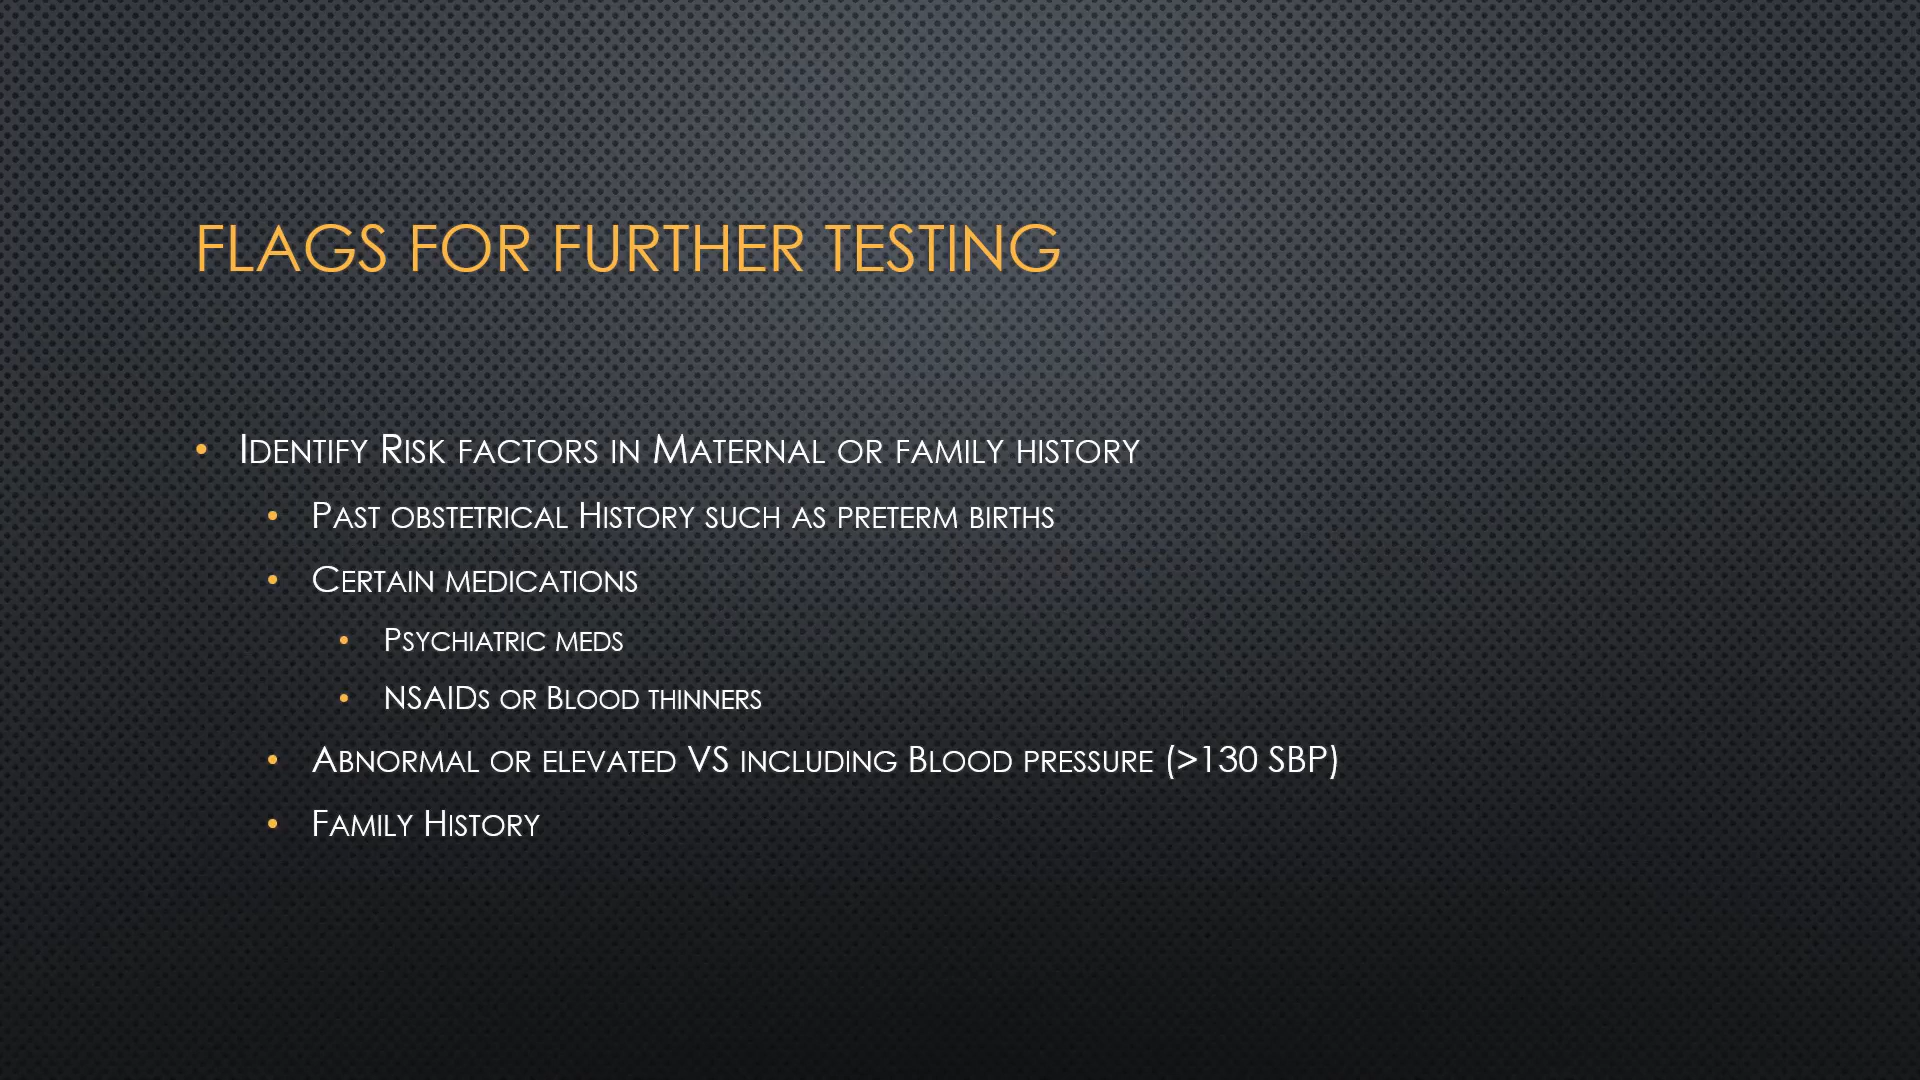 FLAGS FOR FURTHER TESTING
• Identify Risk factors in Maternal or family history
• Past obstetrical History such as preterm births
• Certain medications
• Psychiatric meds
• NSAIDs or Blood thinners
• Abnormal or elevated VS including Blood pressure (>130 SBP)
• Family History